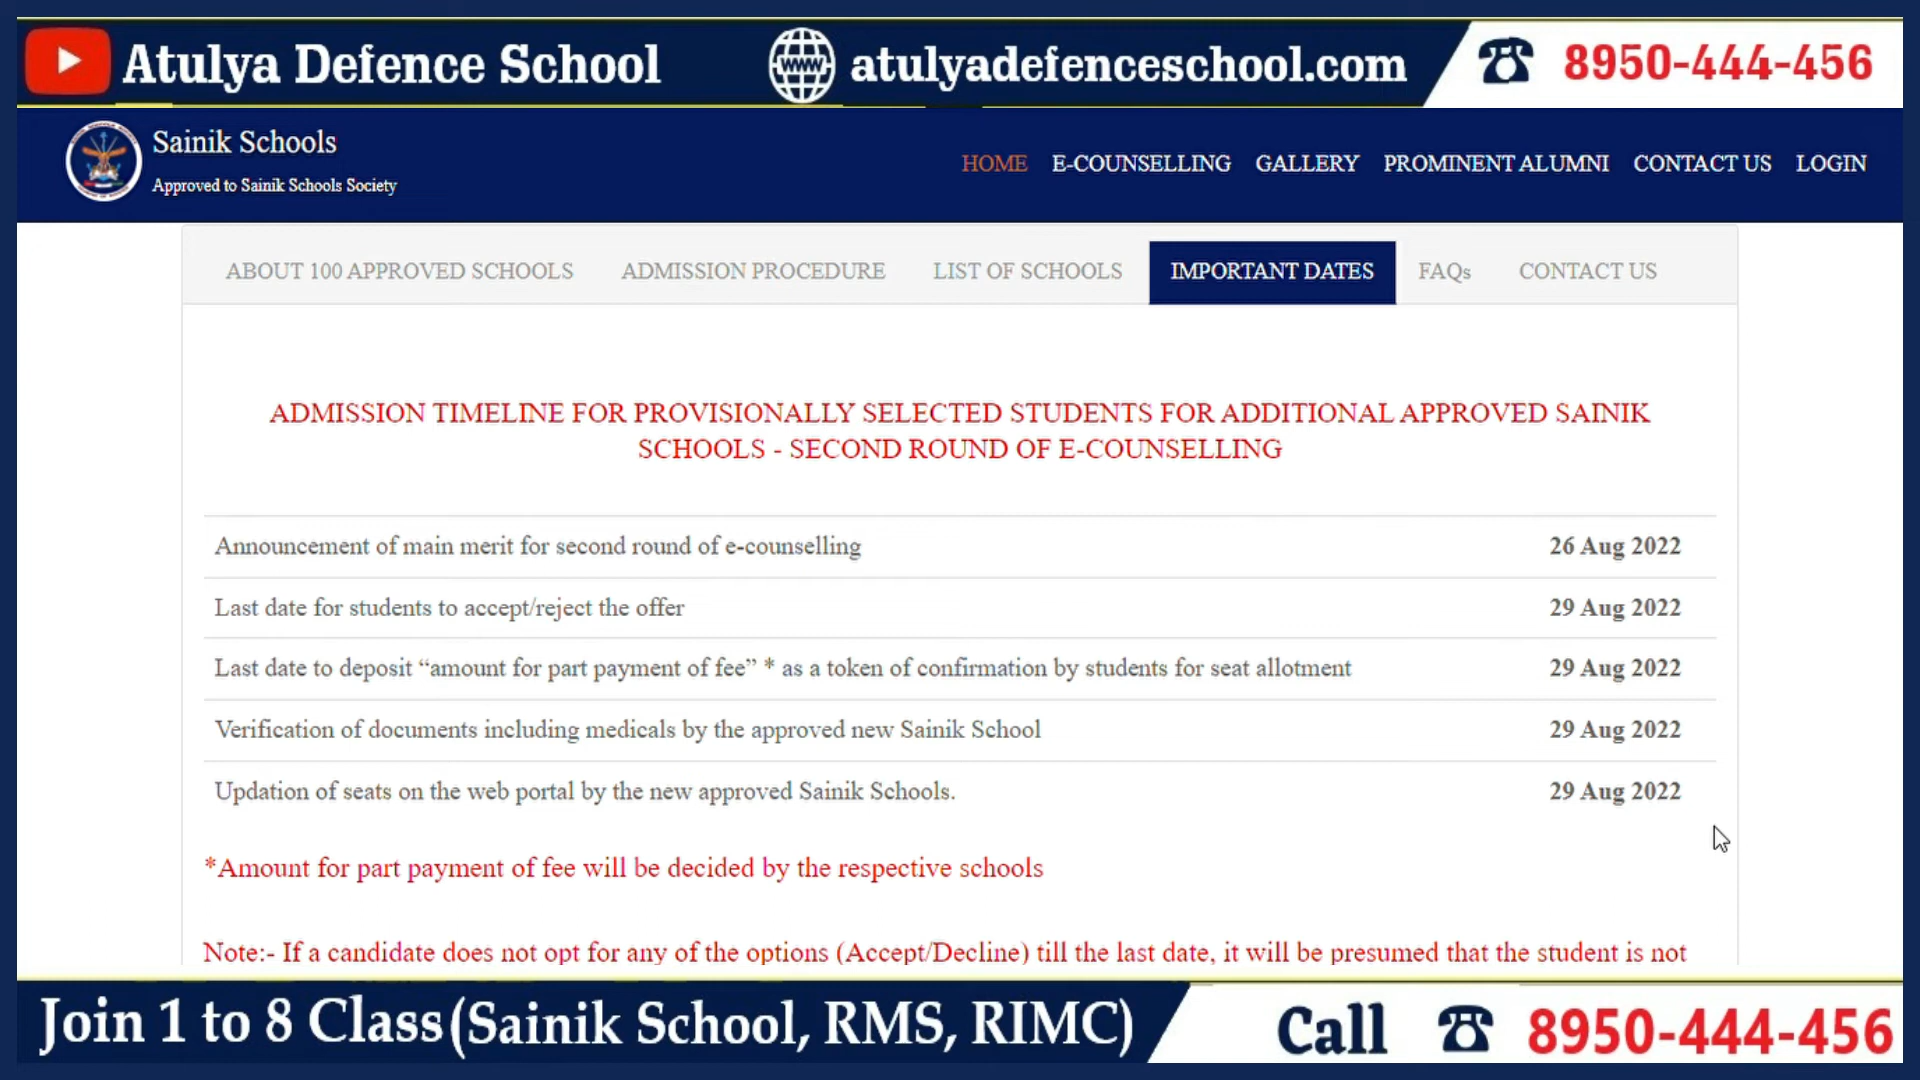 Atulya Defence School
www
atulyadefenceschool.com
8950-444-456
Sainik Schools
Approved to Sainik Schools Society
HOME E-COUNSELLING GALLERY PROMINENT ALUMNI CONTACT US LOGIN
ABOUT 100 APPROVED SCHOOLS ADMISSION PROCEDURE LIST OF SCHOOLS IMPORTANT DATES FAQs CONTACT US
ADMISSION TIMELINE FOR PROVISIONALLY SELECTED STUDENTS FOR ADDITIONAL APPROVED SAINIK
SCHOOLS - SECOND ROUND OF E-COUNSELLING
Announcement of main merit for second round of e-counselling 26 Aug 2022
Last date for students to accept/reject the offer 29 Aug 2022
Last date to deposit “amount for part payment of fee” * as a token of confirmation by students for seat allotment 29 Aug 2022
Verification of documents including medicals by the approved new Sainik School 29 Aug 2022
Updation of seats on the web portal by the new approved Sainik Schools. 29 Aug 2022
*Amount for part payment of fee will be decided by the respective schools
Note:- If a candidate does not opt for any of the options (Accept/Decline) till the last date, it will be presumed that the student is not
Join 1 to 8 Class (Sainik School, RMS, RIMC)
Call 8950-444-456